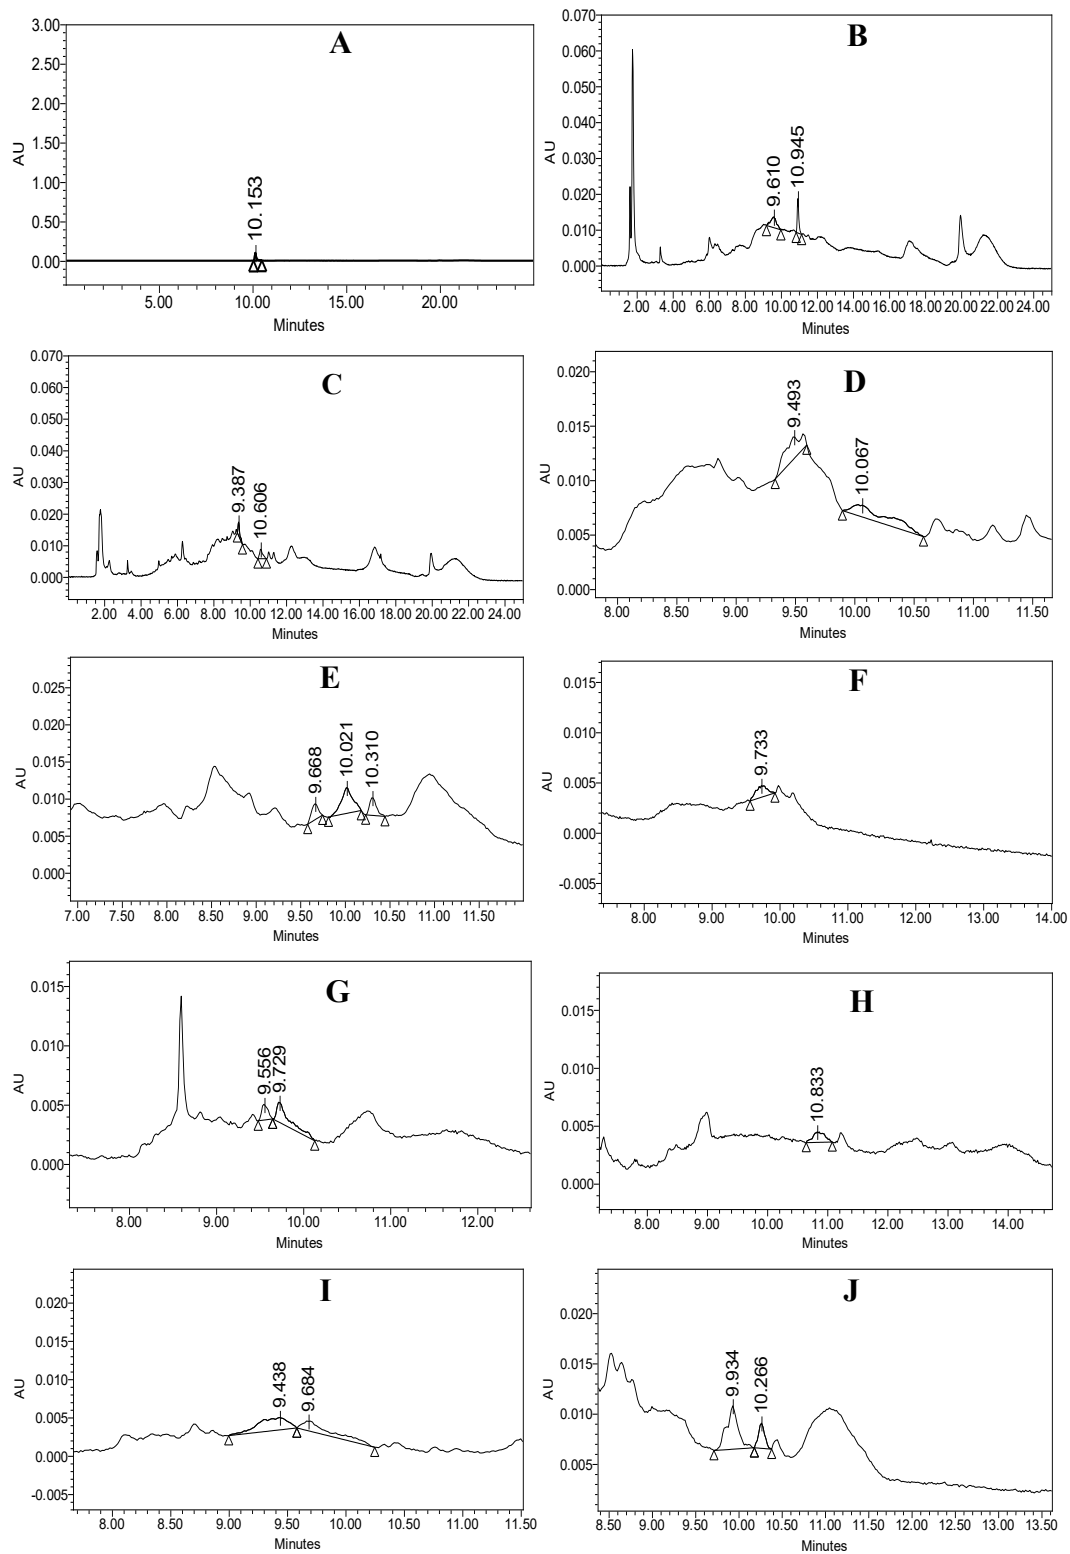 A
3.00
2.50
2.00
1.50
1.00
0.50
0.00
AU
10.153
5.00 10.00 15.00 20.00
Minutes
B
0.070
0.060
0.050
0.040
0.030
0.020
0.010
0.000
AU
9.610
10.945
2.00 4.00 6.00 8.00 10.00 12.00 14.00 16.00 18.00 20.00 22.00 24.00
Minutes
C
0.070
0.060
0.050
0.040
0.030
0.020
0.010
0.000
AU
9.387
10.606
2.00 4.00 6.00 8.00 10.00 12.00 14.00 16.00 18.00 20.00 22.00 24.00
Minutes
D
0.020
0.015
0.010
0.005
0.000
AU
9.493
10.067
8.00 8.50 9.00 9.50 10.00 10.50 11.00 11.50
Minutes
E
0.025
0.020
0.015
0.010
0.005
0.000
AU
9.668
10.021
10.310
7.00 7.50 8.00 8.50 9.00 9.50 10.00 10.50 11.00 11.50
Minutes
F
0.015
0.010
0.005
0.000
-0.005
AU
9.733
8.00 9.00 10.00 11.00 12.00 13.00 14.00
Minutes
G
0.015
0.010
0.005
0.000
AU
9.556
9.729
8.00 9.00 10.00 11.00 12.00
Minutes
H
0.015
0.010
0.005
0.000
AU
10.833
8.00 9.00 10.00 11.00 12.00 13.00 14.00
Minutes
I
0.020
0.015
0.010
0.005
0.000
-0.005
AU
9.438
9.684
8.00 8.50 9.00 9.50 10.00 10.50 11.00 11.50
Minutes
J
0.020
0.015
0.010
0.005
AU
9.934
10.266
8.50 9.00 9.50 10.00 10.50 11.00 11.50 12.00 12.50 13.00 13.50
Minutes